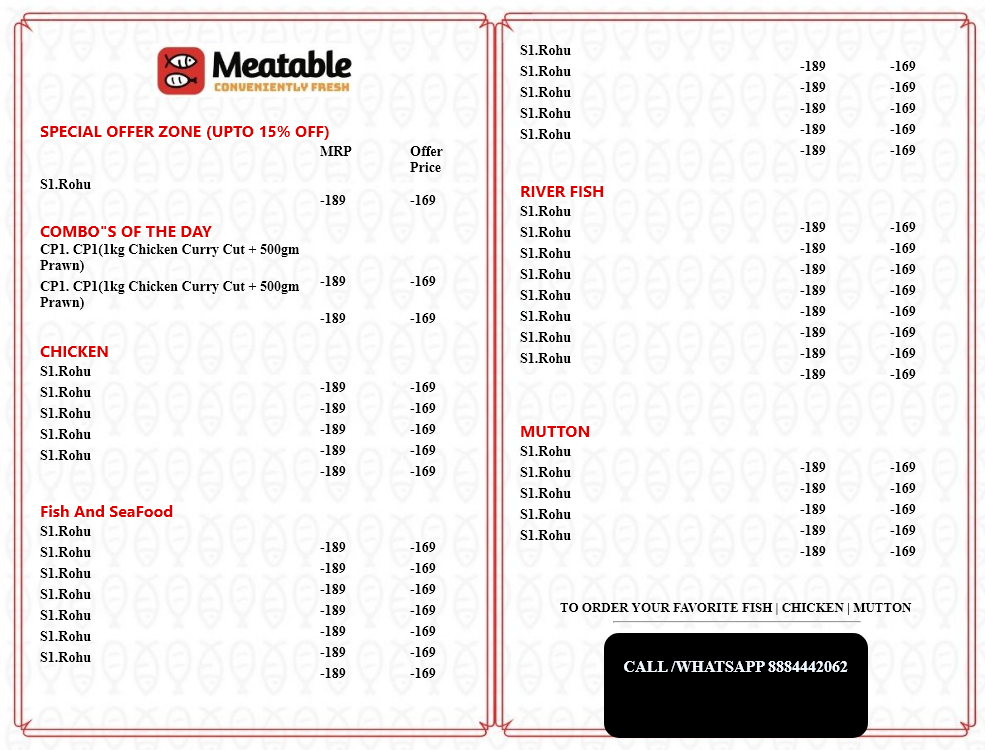 Meatable
CONVENIENTLY FRESH
SPECIAL OFFER ZONE (UPTO 15% OFF)
MRP Offer
Price
S1.Rohu
-189 -169
COMBO"S OF THE DAY
CP1. CP1(1kg Chicken Curry Cut + 500gm
Prawn)
-189 -169
CP1. CP1(1kg Chicken Curry Cut + 500gm
Prawn)
-189 -169
CHICKEN
S1.Rohu
-189 -169
S1.Rohu
-189 -169
S1.Rohu
-189 -169
S1.Rohu
-189 -169
S1.Rohu
-189 -169
Fish And SeaFood
S1.Rohu
-189 -169
S1.Rohu
-189 -169
S1.Rohu
-189 -169
S1.Rohu
-189 -169
S1.Rohu
-189 -169
S1.Rohu
-189 -169
S1.Rohu
-189 -169
S1.Rohu
-189 -169
S1.Rohu
-189 -169
S1.Rohu
-189 -169
S1.Rohu
-189 -169
S1.Rohu
-189 -169
RIVER FISH
S1.Rohu
-189 -169
S1.Rohu
-189 -169
S1.Rohu
-189 -169
S1.Rohu
-189 -169
S1.Rohu
-189 -169
S1.Rohu
-189 -169
S1.Rohu
-189 -169
S1.Rohu
-189 -169
MUTTON
S1.Rohu
-189 -169
S1.Rohu
-189 -169
S1.Rohu
-189 -169
S1.Rohu
-189 -169
S1.Rohu
-189 -169
TO ORDER YOUR FAVORITE FISH | CHICKEN | MUTTON
CALL /WHATSAPP 8884442062